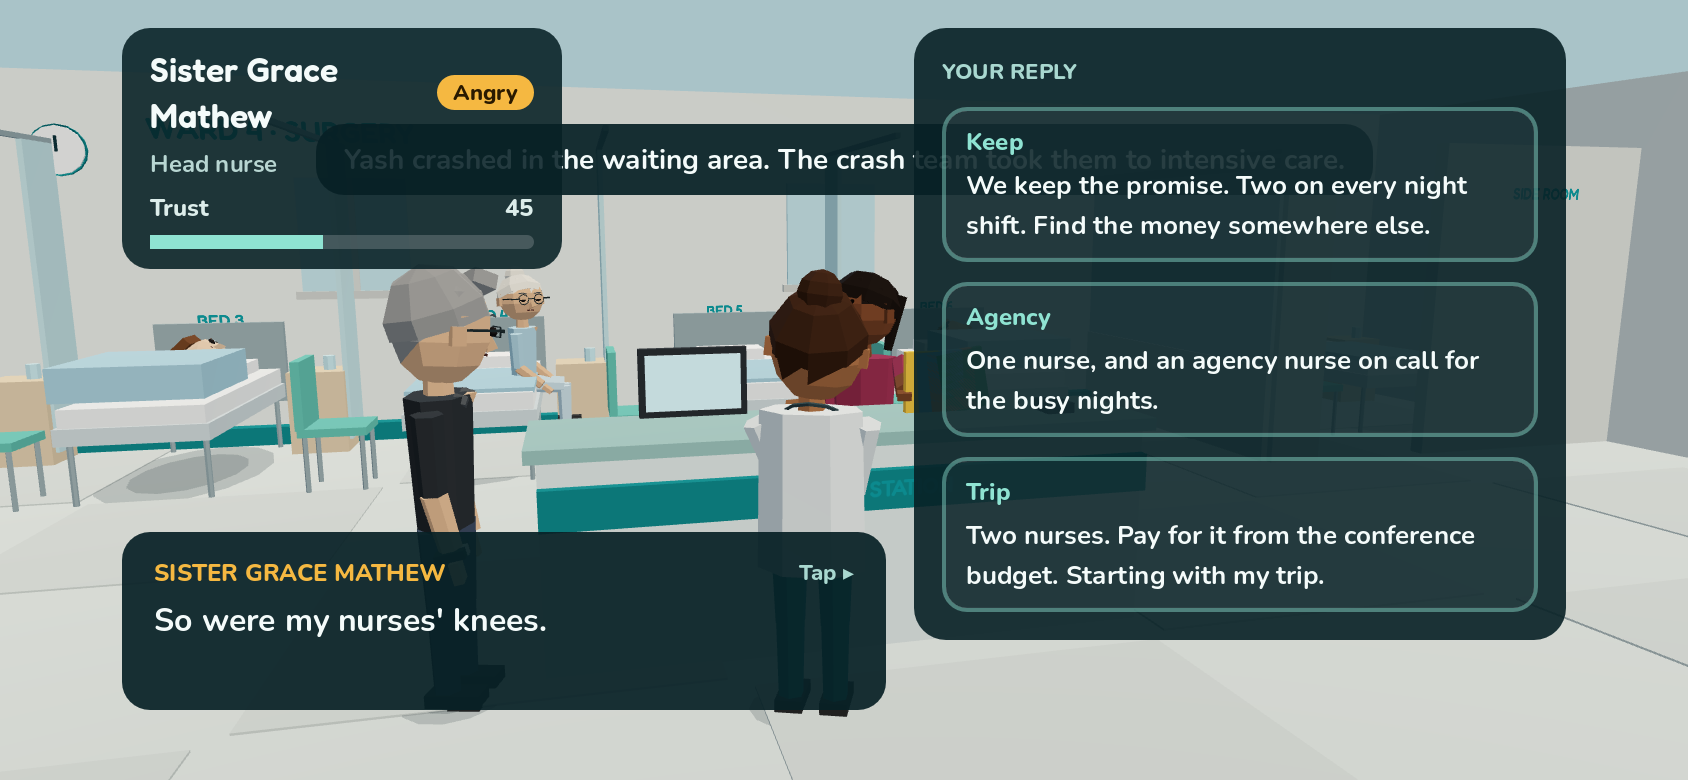 Sister Grace
Mathew
Angry
WARD 4 · SURGERY
Head nurse
Trust
45
Yash crashed in the waiting area. The crash team took them to intensive care.
YOUR REPLY
Keep
We keep the promise. Two on every night
shift. Find the money somewhere else.
Agency
One nurse, and an agency nurse on call for
the busy nights.
Trip
Two nurses. Pay for it from the conference
budget. Starting with my trip.
SIDE ROOM
BED 3
BED 5
SISTER GRACE MATHEW
Tap ▸
So were my nurses' knees.